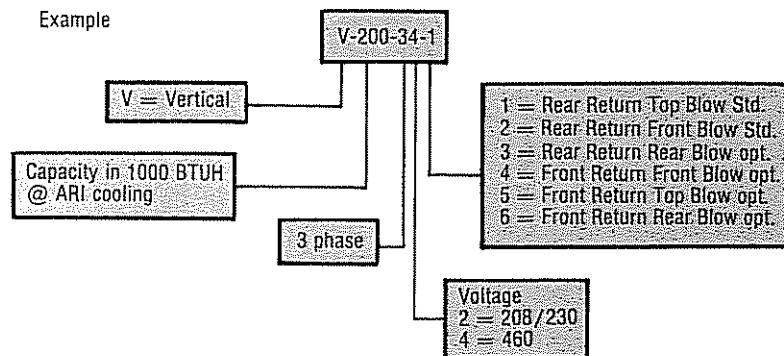 Example
V-200-34-1
V = Vertical
Capacity in 1000 BTUH
@ ARI cooling
3 phase
Voltage
2 = 208/230
4 = 460
1 = Rear Return Top Blow Std.
2 = Rear Return Front Blow Std.
3 = Rear Return Rear Blow opt.
4 = Front Return Front Blow opt.
5 = Front Return Top Blow opt.
6 = Front Return Rear Blow opt.